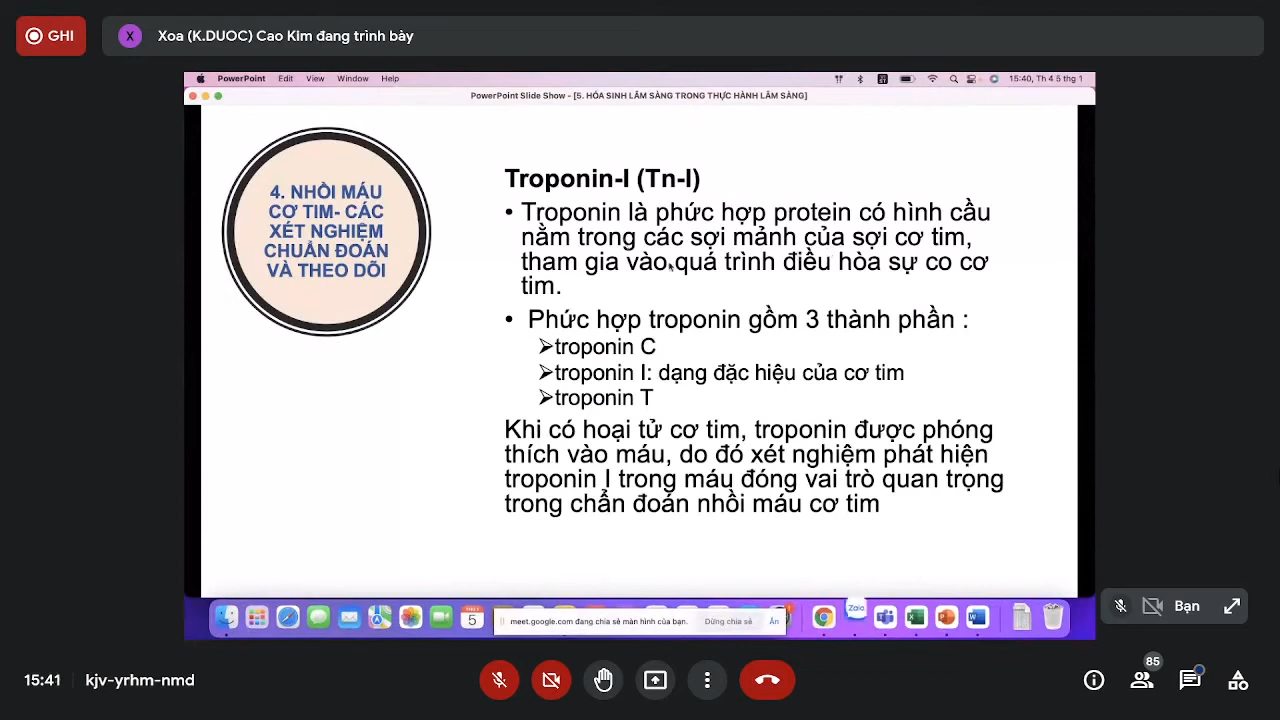 GHI
X
Xoa (K.DUOC) Cao Kim đang trình bày
PowerPoint Edit View Window Help
15:40, Th 4 5 thg 1
PowerPoint Slide Show - [5. HÓA SINH LÂM SÀNG TRONG THỰC HÀNH LÂM SÀNG]
4. NHỒI MÁU
CƠ TIM- CÁC
XÉT NGHIỆM
CHUẨN ĐOÁN
VÀ THEO DÕI
Troponin-I (Tn-I)
• Troponin là phức hợp protein có hình cầu
nằm trong các sợi mảnh của sợi cơ tim,
tham gia vào quá trình điều hòa sự co cơ
tim.
• Phức hợp troponin gồm 3 thành phần :
➢troponin C
➢troponin I: dạng đặc hiệu của cơ tim
➢troponin T
Khi có hoại tử cơ tim, troponin được phóng
thích vào máu, do đó xét nghiệm phát hiện
troponin I trong máu đóng vai trò quan trọng
trong chẩn đoán nhồi máu cơ tim
5
meet.google.com đang chia sẻ màn hình của bạn. Dừng chia sẻ Ẩn
Zalo
Bạn
15:41 kjv-yrhm-nmd
85